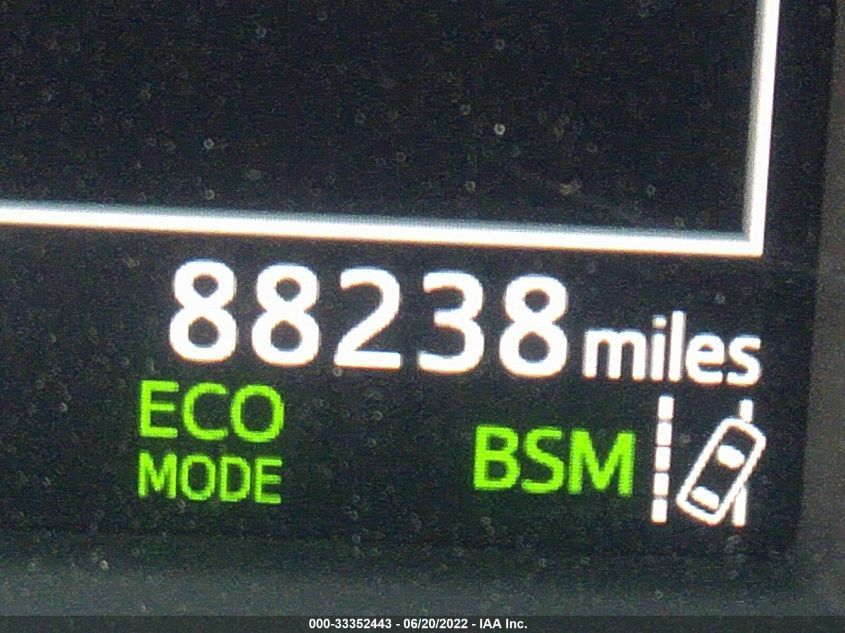 88238 miles
ECO
MODE
BSM
000-33352443 - 06/20/2022 - IAA Inc.